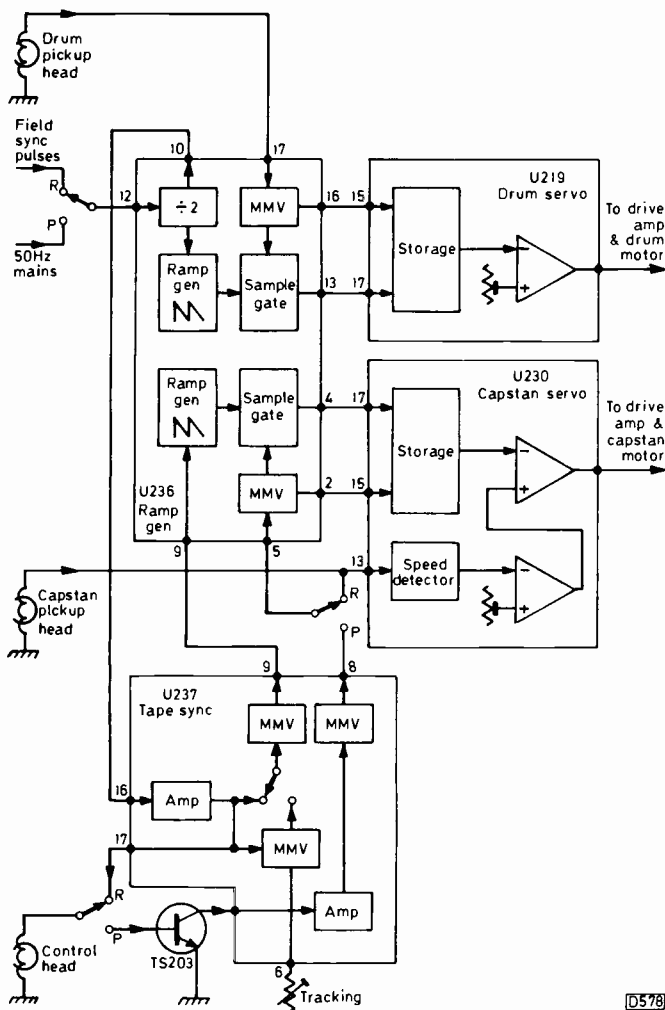 Drum
pickup
head
Field
sync
pulses
R
P
50Hz
mains
10
17
12
÷2
MMV
16
15
Ramp
gen
Sample
gate
13
17
Storage
U219
Drum servo
To drive
amp
& drum
motor
Ramp
gen
Sample
gate
4
17
MMV
2
15
U236
Ramp
gen
9
5
Storage
U230
Capstan servo
To drive
amp &
capstan
motor
13
Speed
detector
Capstan
pickup
head
R
P
9
8
U237
Tape sync
MMV
MMV
16
Amp
17
MMV
Amp
R
P
Control
head
TS203
6
Tracking
D578
-
+
-
+
-
+